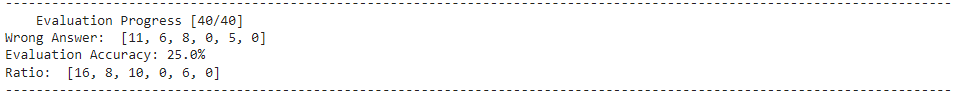 --------------------------------------------------------------------------------------------------------------------
Evaluation Progress [40/40]
Wrong Answer:  [11, 6, 8, 0, 5, 0]
Evaluation Accuracy: 25.0%
Ratio:  [16, 8, 10, 0, 6, 0]
--------------------------------------------------------------------------------------------------------------------